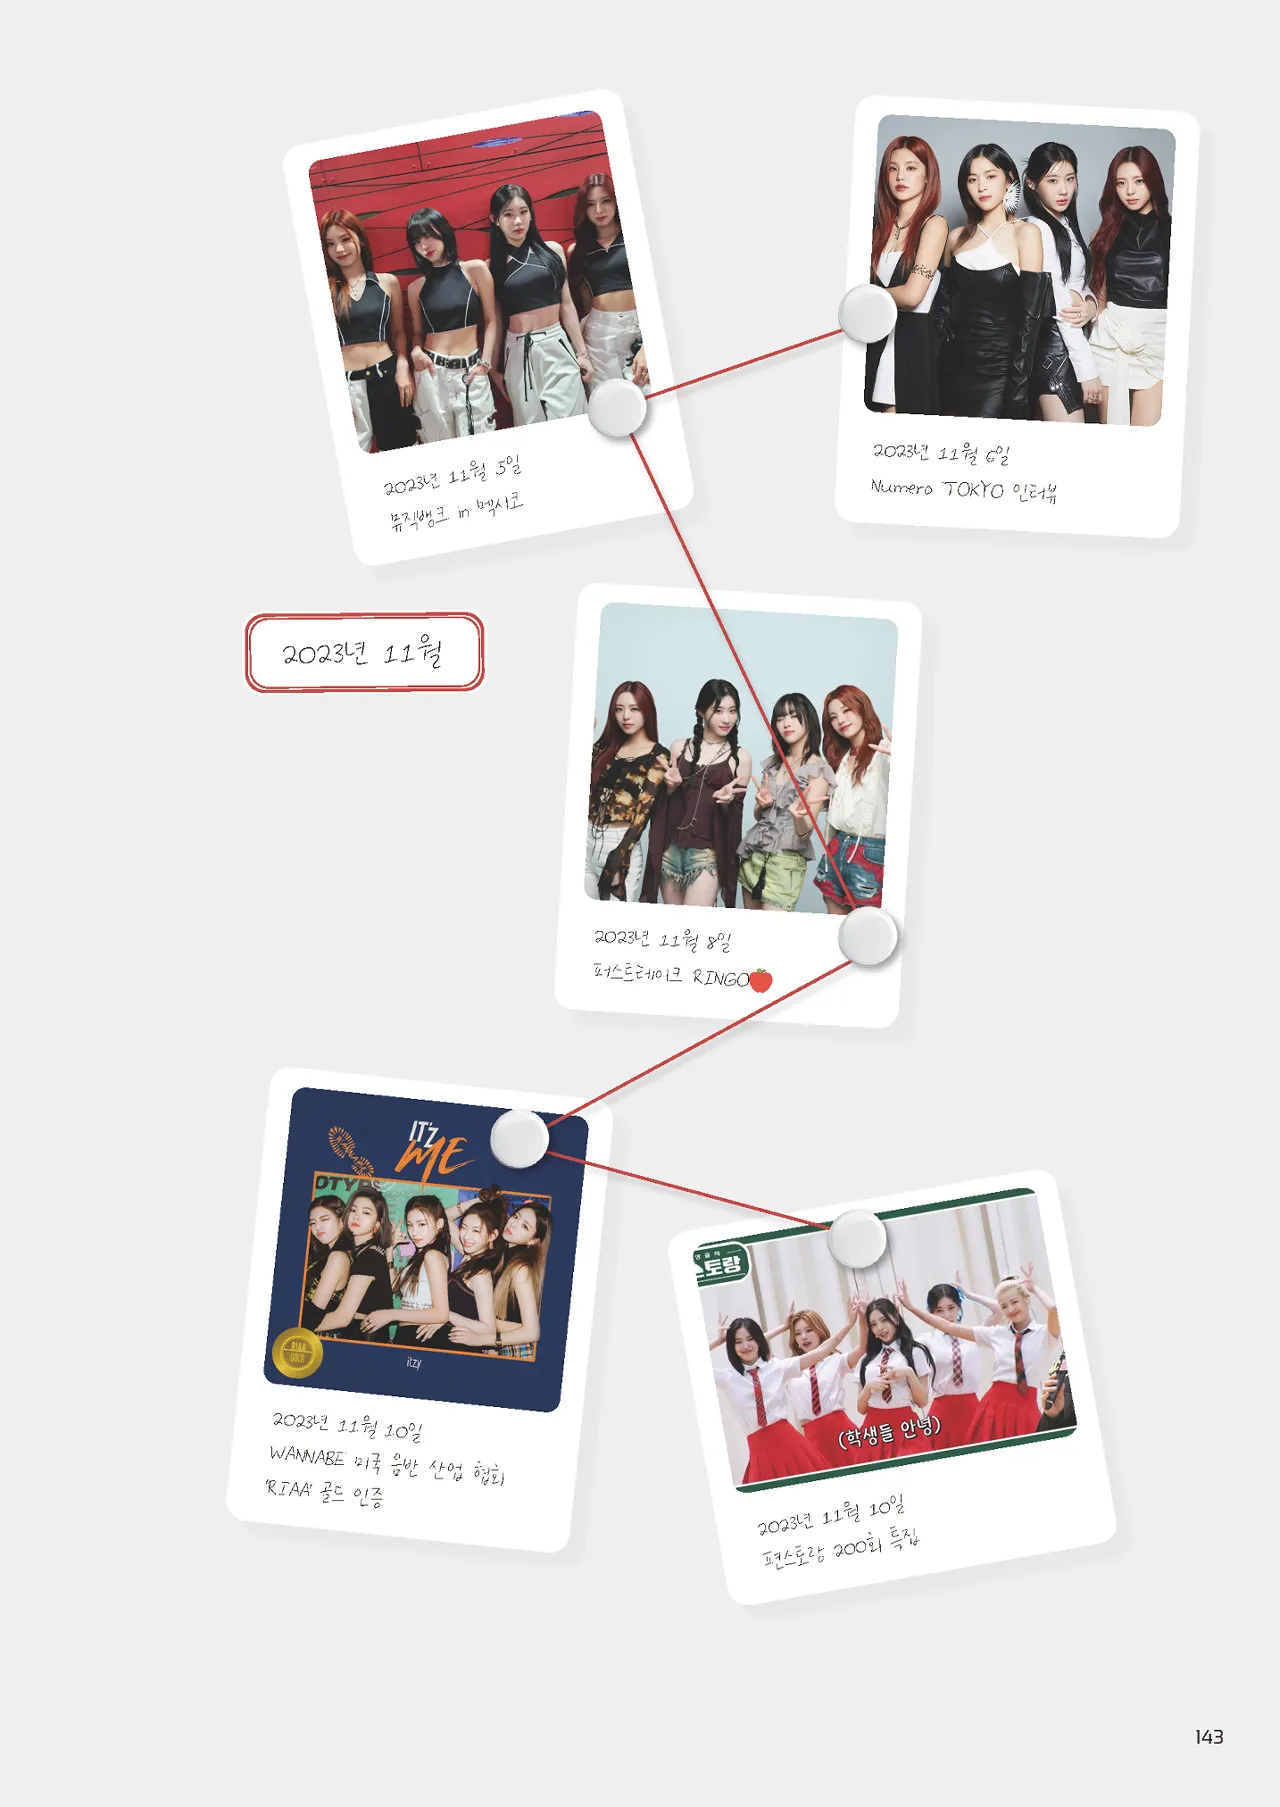 2023년 11월 5일
뮤직뱅크 in 멕시코
2023년 11월 6일
Numero TOKYO 인터뷰
2023년 11월
2023년 11월 8일
퍼스트테이크 RINGO
IT'z
ME
OTYP
RIAA
GOLD
itzy
2023년 11월 10일
WANNABE 미국 음반 산업 협회
'RIAA' 골드 인증
스토랑
(학생들 안녕)
2023년 11월 10일
편스토랑 200회 특집
143